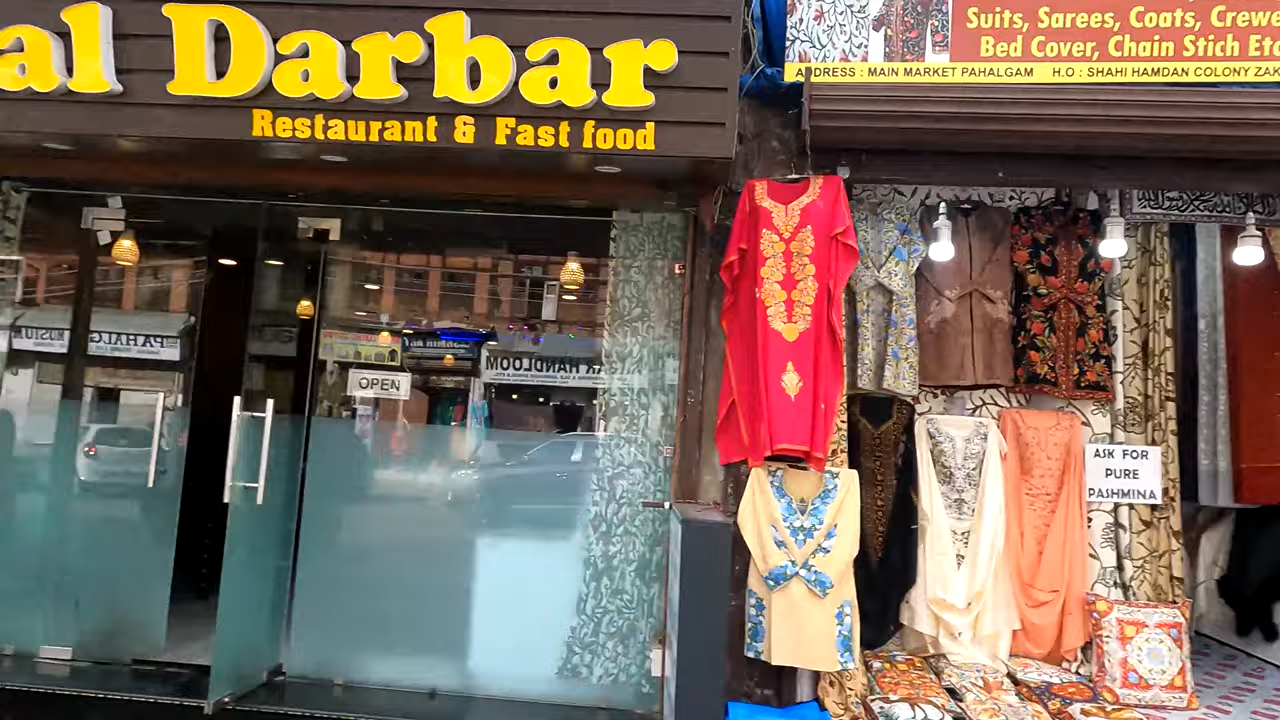 al Darbar
Restaurant & Fast food
Suits, Sarees, Coats, Crewe
Bed Cover, Chain Stich Etc
ADDRESS : MAIN MARKET PAHALGAM H.O : SHAHI HAMDAN COLONY ZAK
OPEN
HANDLOOM
ASK FOR
PURE
PASHMINA